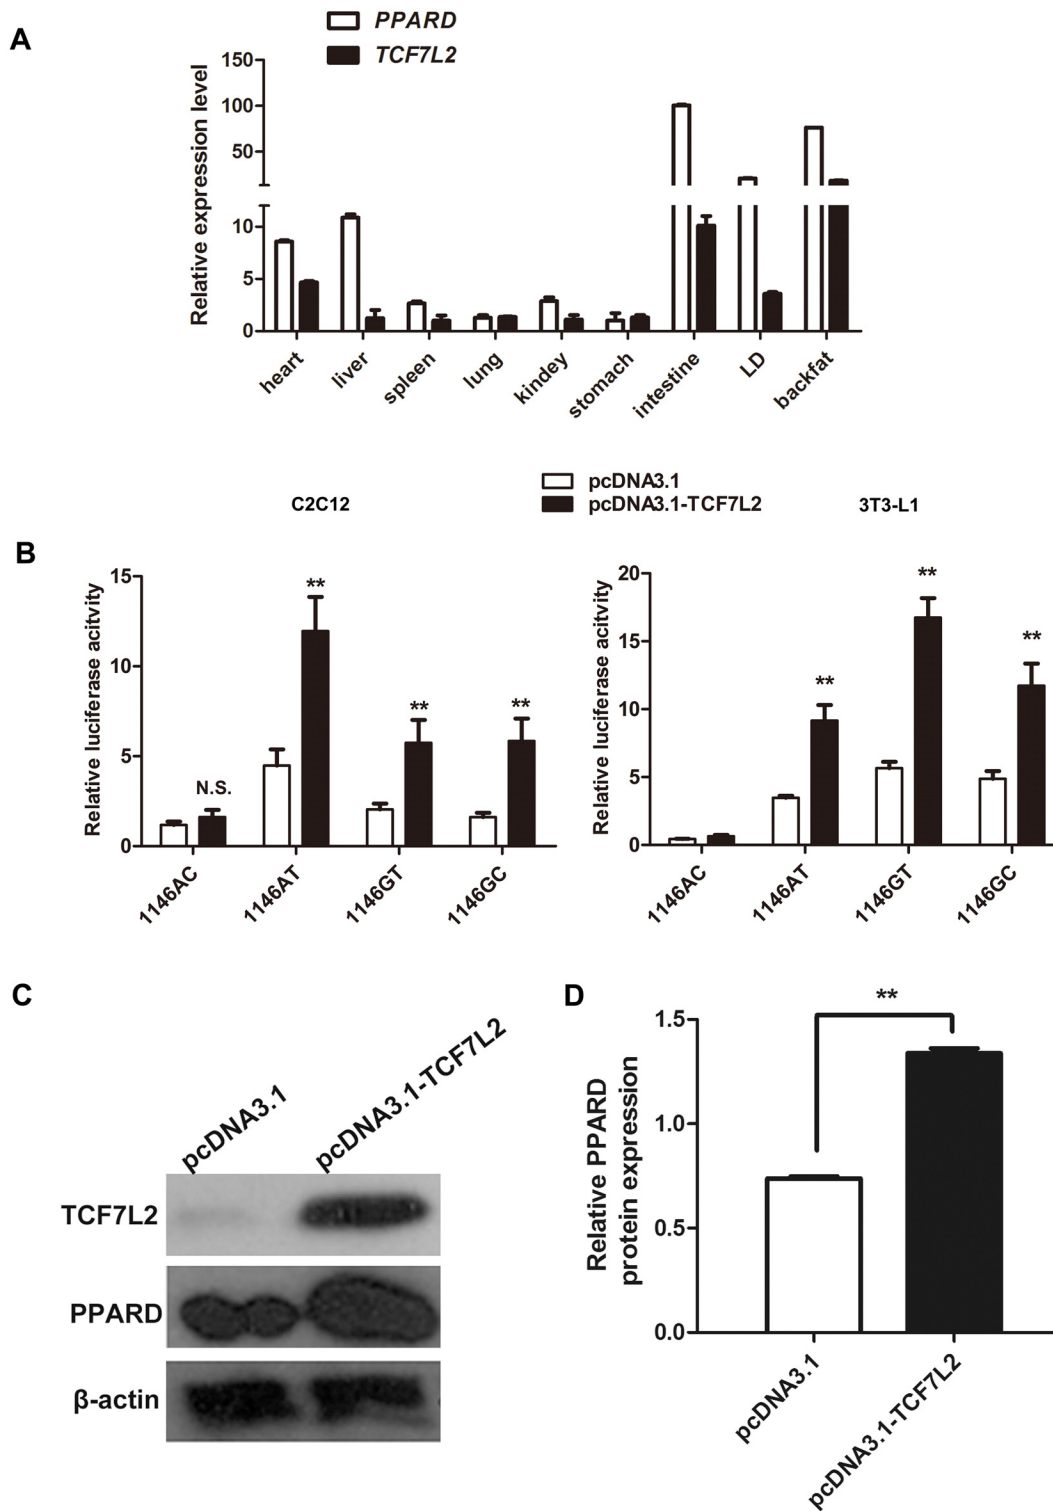 A
PPARD
TCF7L2
Relative expression level
150
100
50
10
5
0
heart
liver
spleen
lung
kindey
stomach
intestine
LD
backfat
pcDNA3.1
pcDNA3.1-TCF7L2
C2C12
3T3-L1
B
Relative luciferase acitvity
15
10
5
0
N.S.
**
**
**
1146AC
1146AT
1146GT
1146GC
Relative luciferase acitvity
20
15
10
5
0
**
**
**
1146AC
1146AT
1146GT
1146GC
C
pcDNA3.1
pcDNA3.1-TCF7L2
TCF7L2
PPARD
β-actin
D
Relative PPARD
protein expression
1.5
1.0
0.5
0.0
**
pcDNA3.1
pcDNA3.1-TCF7L2